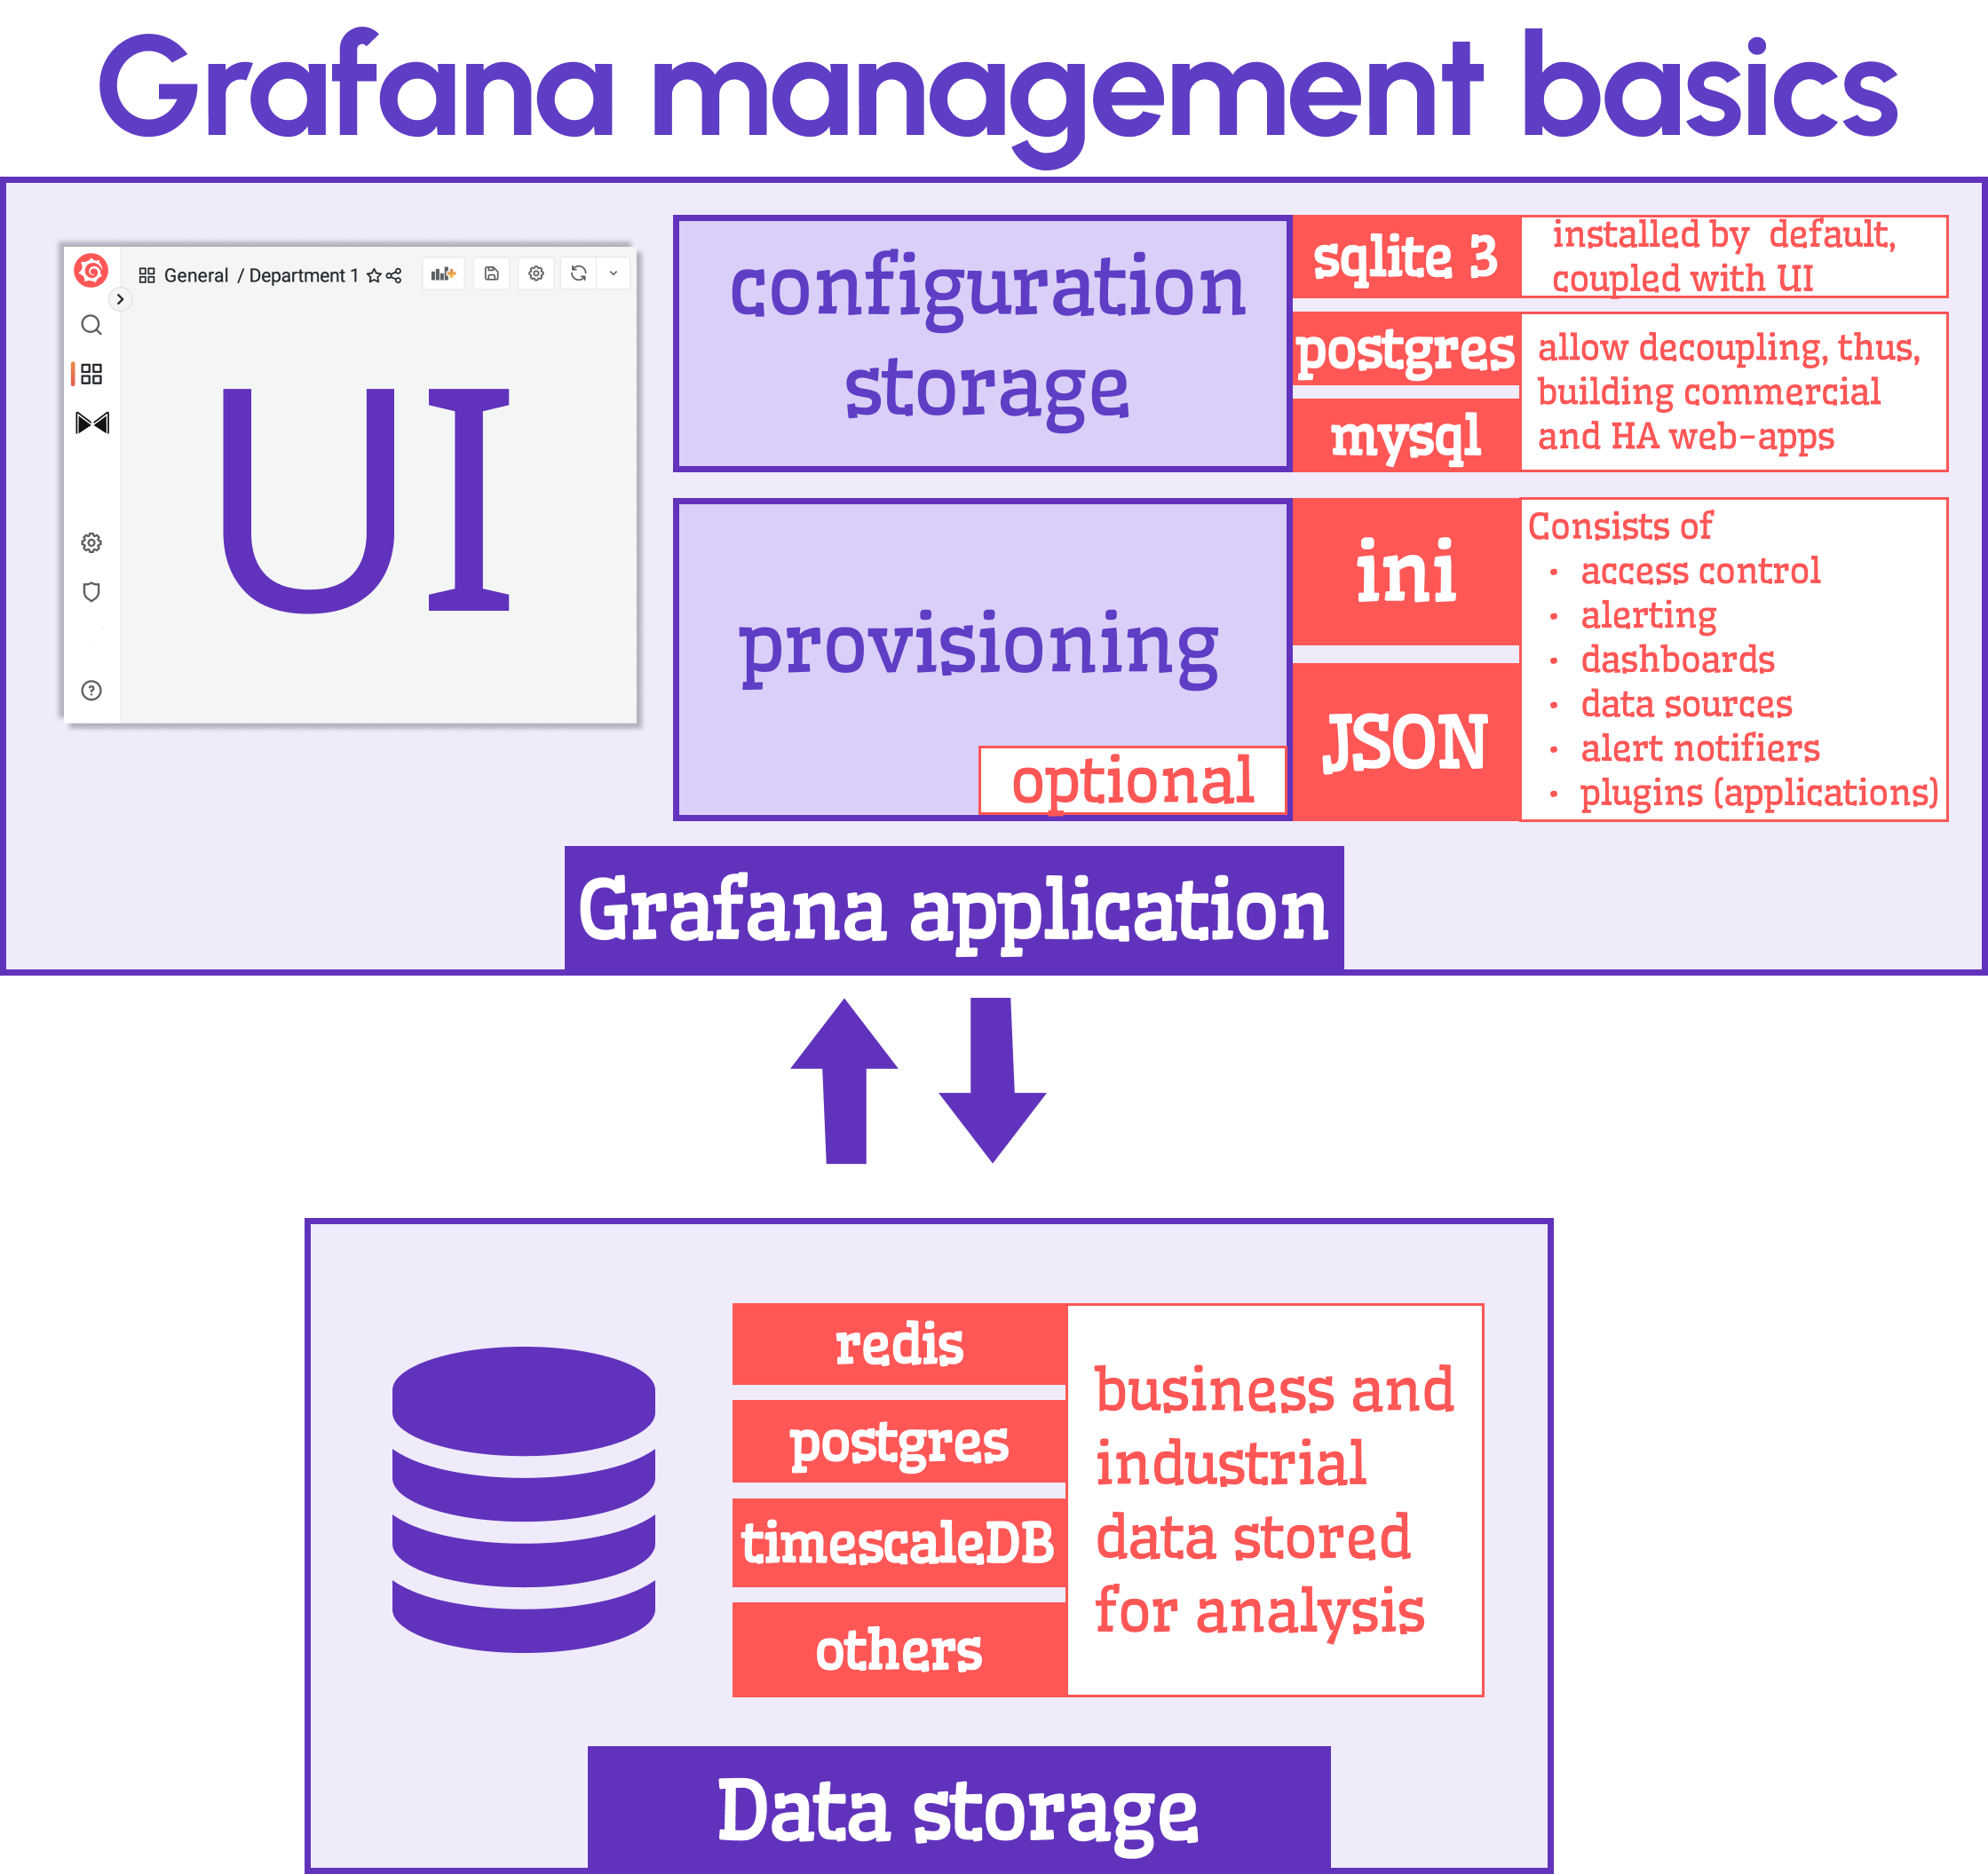 Grafana management basics
General / Department 1
UI
configuration
storage
sqlite 3
installed by default,
coupled with UI
postgres
mysql
allow decoupling, thus,
building commercial
and HA web-apps
provisioning
optional
ini
JSON
Consists of
· access control
· alerting
· dashboards
· data sources
· alert notifiers
· plugins (applications)
Grafana application
redis
postgres
timescaleDB
others
business and
industrial
data stored
for analysis
Data storage